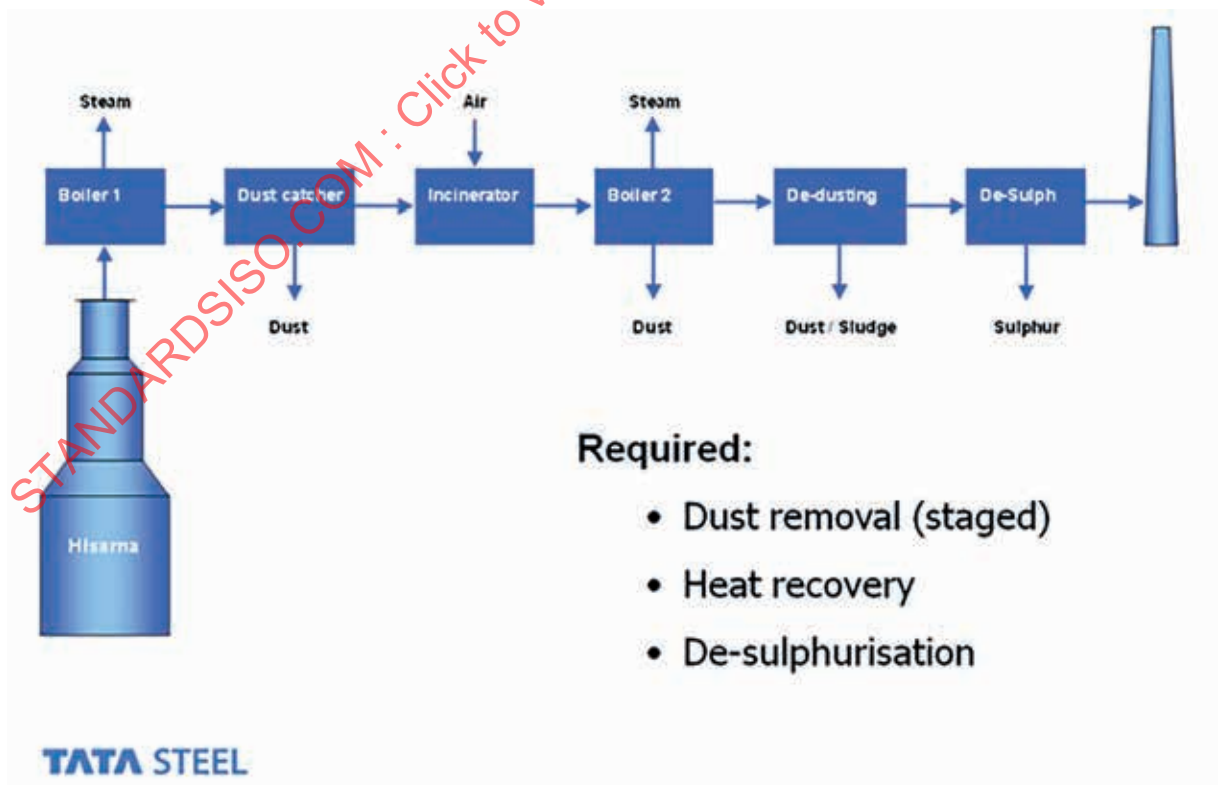 STANDARDSISO.COM : Click to v
Steam
Air
Steam
Boiler 1
Dust catcher
Incinerator
Boiler 2
De-dusting
De-Sulph
Dust
Dust
Dust / Sludge
Sulphur
HIsarna
Required:
• Dust removal (staged)
• Heat recovery
• De-sulphurisation
TATA STEEL